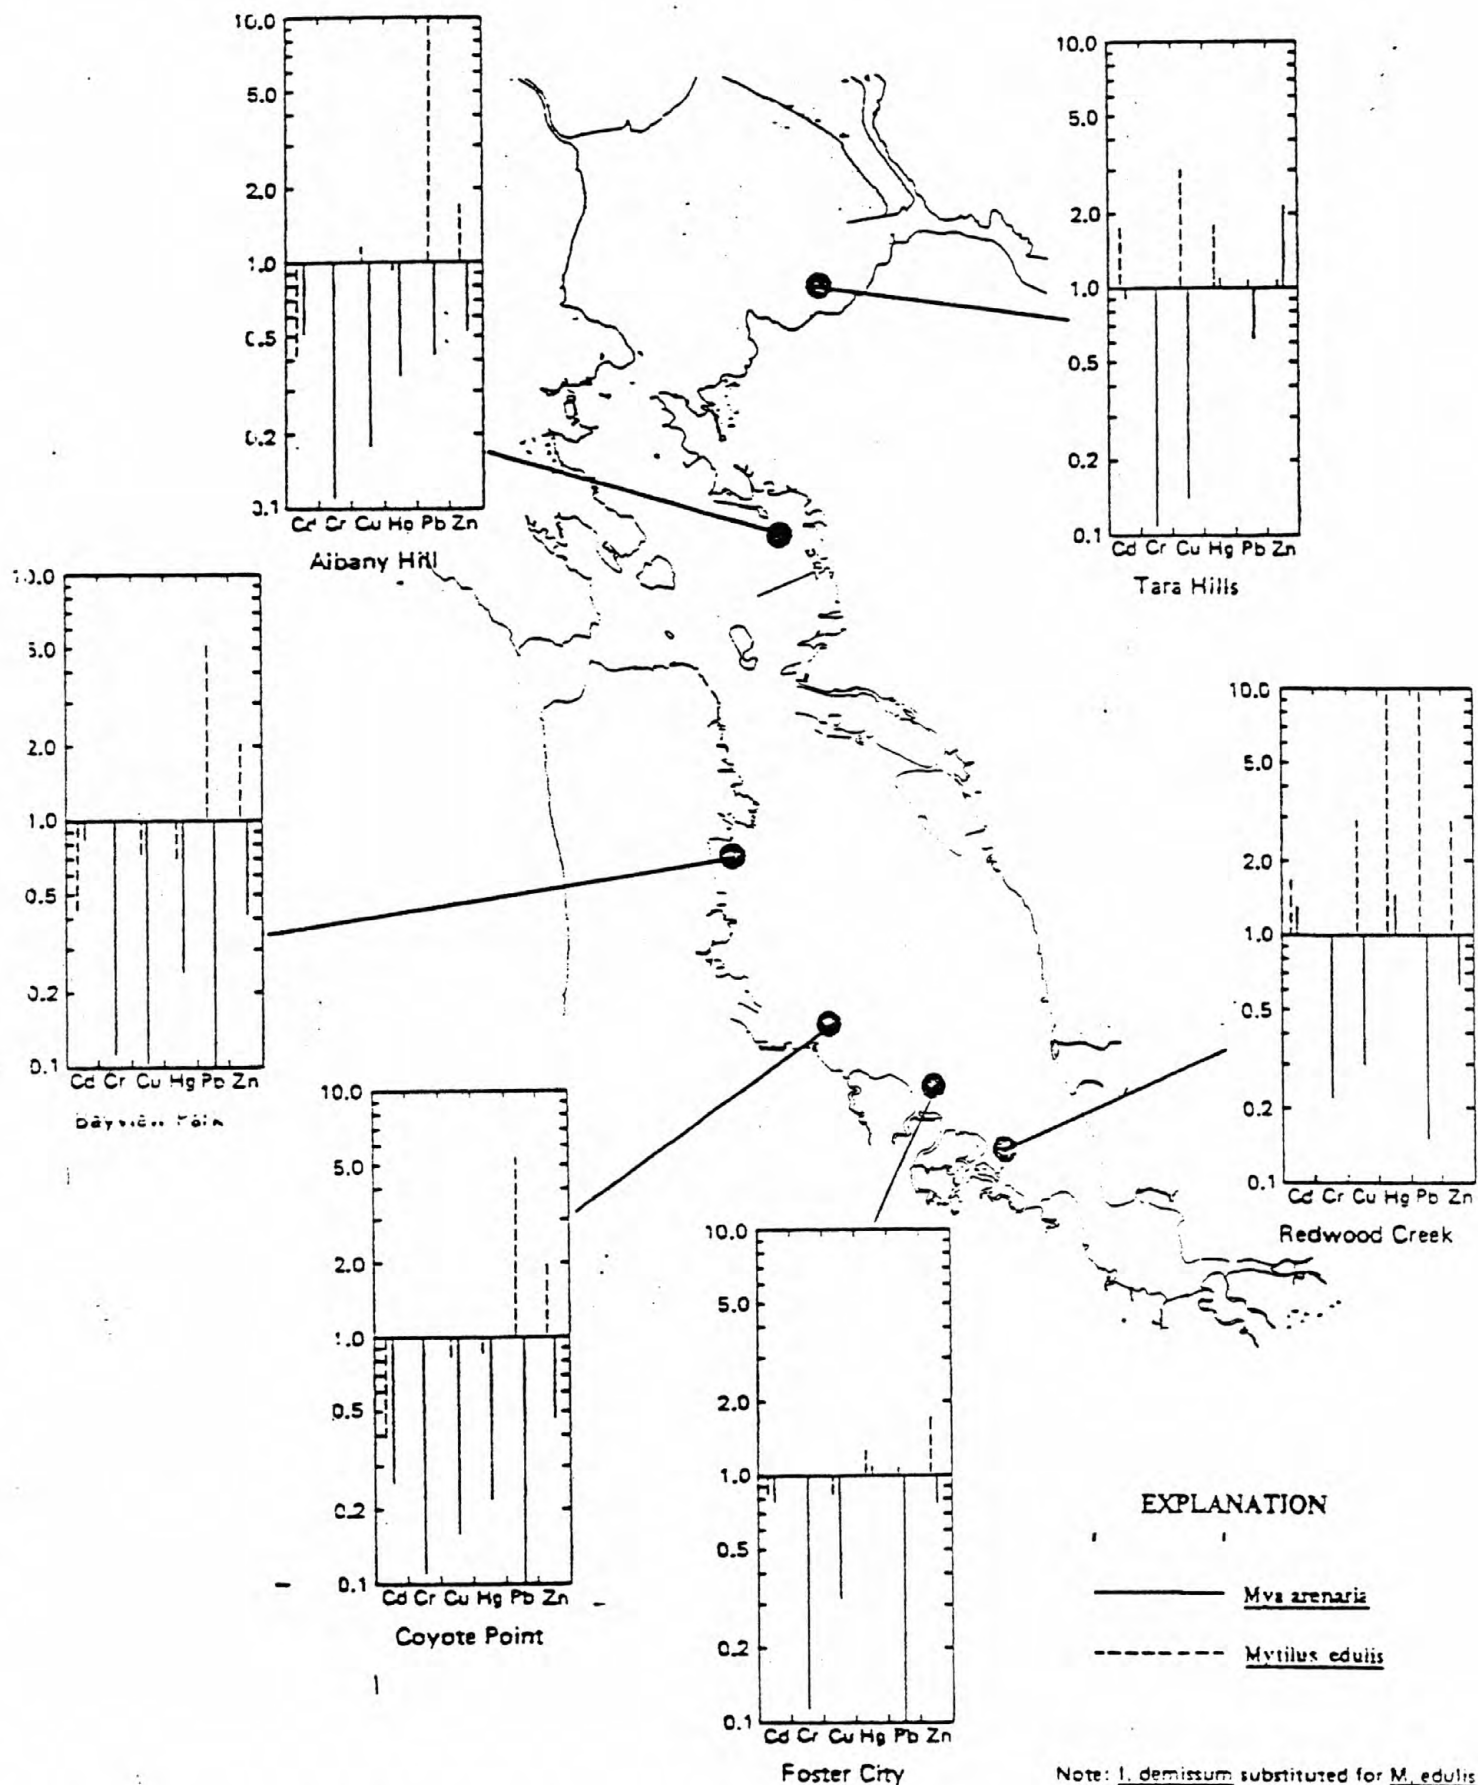 10.0
5.0
2.0
1.0
0.5
0.2
0.1
Cd Cr Cu Hg Pb Zn
Albany Hill
10.0
5.0
2.0
1.0
0.5
0.2
0.1
Cd Cr Cu Hg Pb Zn
Tara Hills
10.0
5.0
2.0
1.0
0.5
0.2
0.1
Cd Cr Cu Hg Pb Zn
Bayview Park
10.0
5.0
2.0
1.0
0.5
0.2
0.1
Cd Cr Cu Hg Pb Zn
Redwood Creek
10.0
5.0
2.0
1.0
0.5
0.2
0.1
Cd Cr Cu Hg Pb Zn
Coyote Point
10.0
5.0
2.0
1.0
0.5
0.2
0.1
Cd Cr Cu Hg Pb Zn
Foster City
EXPLANATION
Mya arenaria
Mytilus edulis
Note: I. demissum substituted for M. edulis